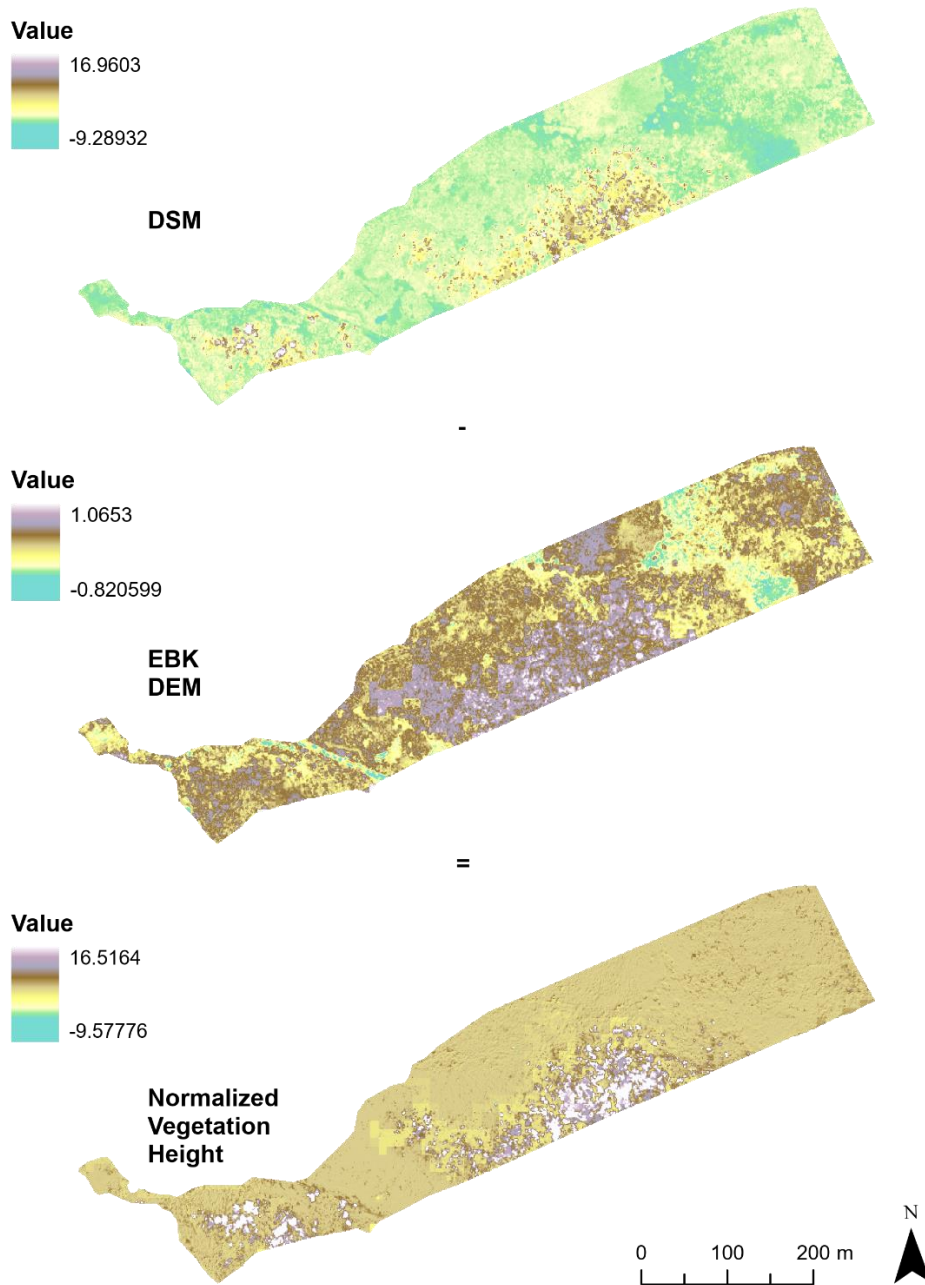 Value
16.9603
-9.28932
DSM
-
Value
1.0653
-0.820599
EBK
DEM
=
Value
16.5164
-9.57776
Normalized
Vegetation
Height
N
0 100 200 m